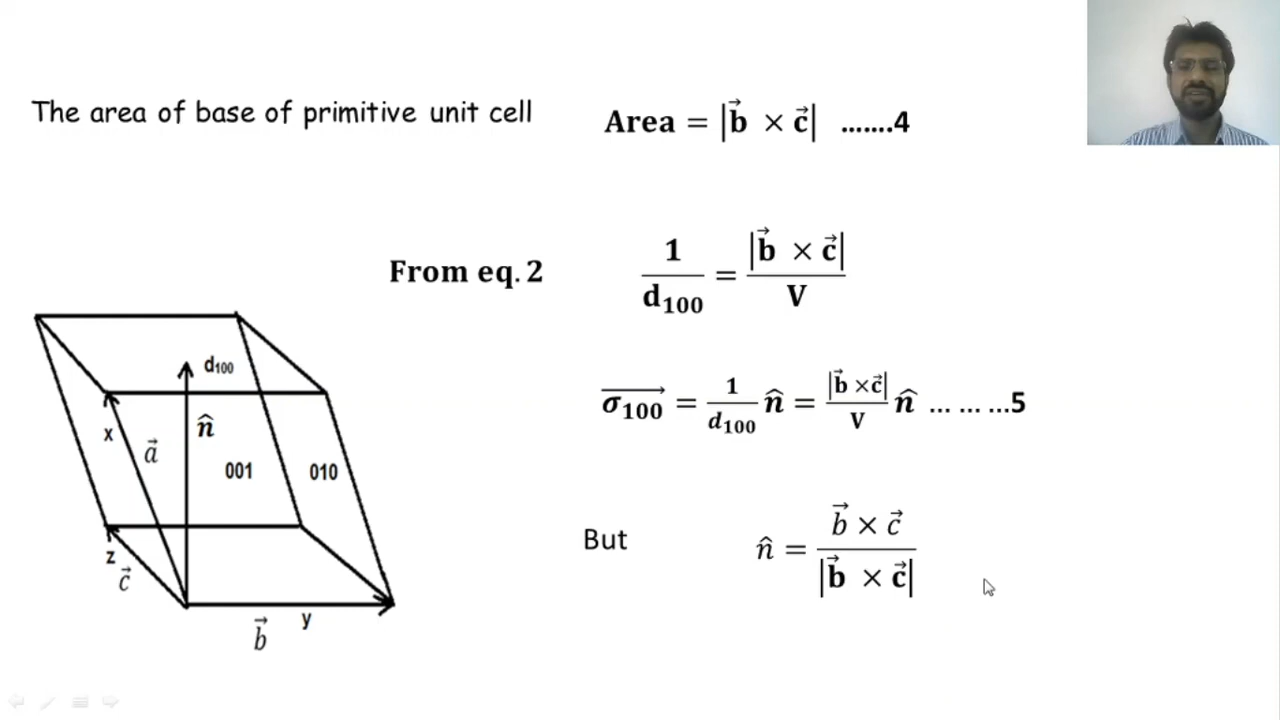 The area of base of primitive unit cell
Area = |b⃗ × c⃗| …….4
From eq. 2
1/d₁₀₀ = |b⃗ × c⃗|/V
σ₁₀₀⃗ = 1/d₁₀₀ n̂ = |b⃗ ×c⃗|/V n̂ … … …5
But
n̂ = b⃗ × c⃗/|b⃗ × c⃗|
d₁₀₀
n̂
x
a⃗
001
010
z
c⃗
y
b⃗